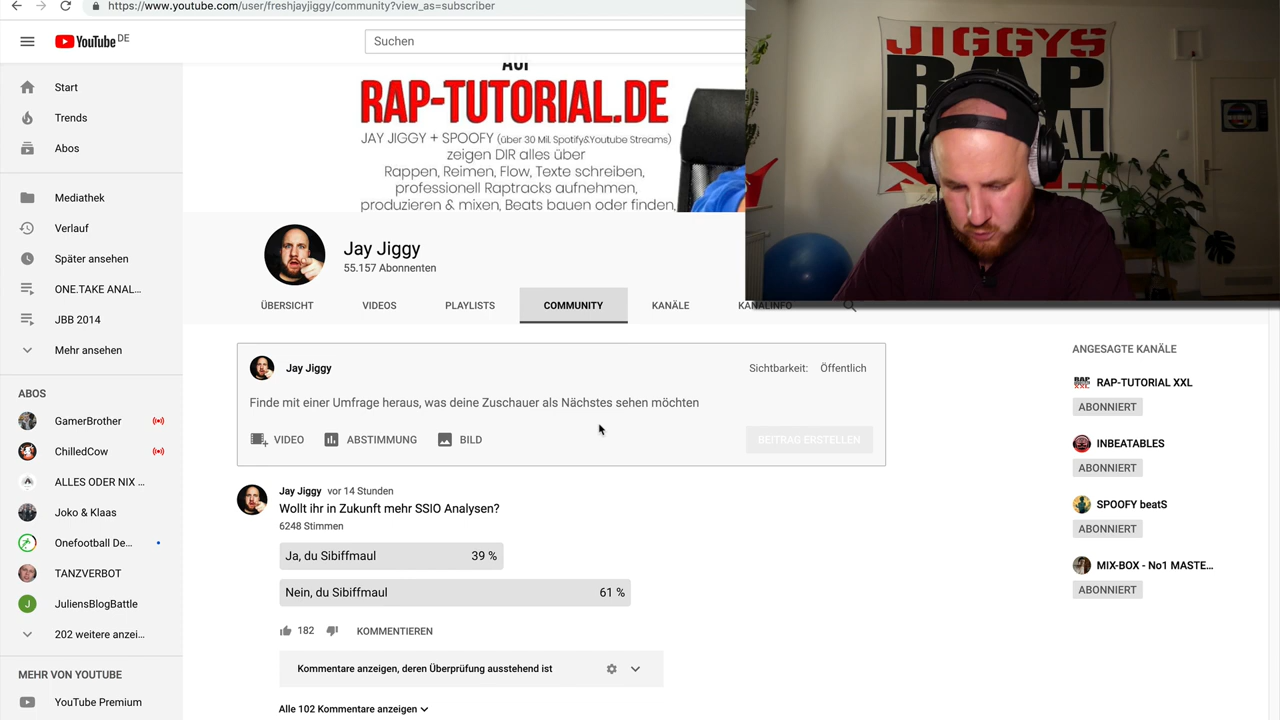 https://www.youtube.com/user/freshjayjiggy/community?view_as=subscriber
YouTube DE
Suchen
Start
Trends
Abos
Mediathek
Verlauf
Später ansehen
ONE.TAKE ANAL...
JBB 2014
Mehr ansehen
ABOS
GamerBrother
ChilledCow
ALLES ODER NIX ...
Joko & Klaas
Onefootball De...
TANZVERBOT
JuliensBlogBattle
202 weitere anzei...
MEHR VON YOUTUBE
YouTube Premium
AUF
RAP-TUTORIAL.DE
JAY JIGGY + SPOOFY (über 30 Mil. Spotify&Youtube Streams)
zeigen DIR alles über
Rappen, Reimen, Flow, Texte schreiben,
professionell Raptracks aufnehmen,
produzieren & mixen, Beats bauen oder finden,
JIGGYS
RAP
Jay Jiggy
55.157 Abonnenten
ÜBERSICHT
VIDEOS
PLAYLISTS
COMMUNITY
KANÄLE
KANALINFO
Jay Jiggy
Sichtbarkeit: Öffentlich
Finde mit einer Umfrage heraus, was deine Zuschauer als Nächstes sehen möchten
VIDEO
ABSTIMMUNG
BILD
BEITRAG ERSTELLEN
Jay Jiggy vor 14 Stunden
Wollt ihr in Zukunft mehr SSIO Analysen?
6248 Stimmen
Ja, du Sibiffmaul 39 %
Nein, du Sibiffmaul 61 %
182 KOMMENTIEREN
Kommentare anzeigen, deren Überprüfung ausstehend ist
Alle 102 Kommentare anzeigen
ANGESAGTE KANÄLE
RAP-TUTORIAL XXL
ABONNIERT
INBEATABLES
ABONNIERT
SPOOFY beatS
ABONNIERT
MIX-BOX - No1 MASTE...
ABONNIERT